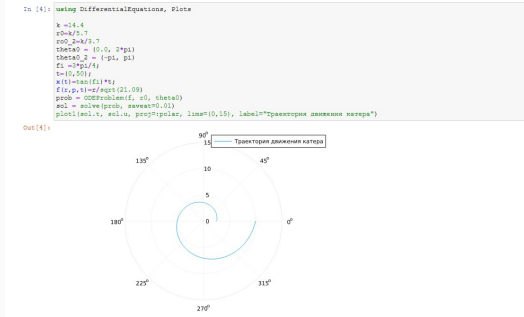 In [4]: using DifferentialEquations, Plots
k =14.4
r0=k/5.7
ro0_2=k/3.7
theta0 = (0.0, 2*pi)
theta0_2 = (-pi, pi)
fi =3*pi/4;
t=(0,50);
x(t)=tan(fi)*t;
f(r,p,t)=r/sqrt(21.09)
prob = ODEProblem(f, r0, theta0)
sol = solve(prob, saveat=0.01)
plot1(sol.t, sol.u, proj=:polar, lims=(0,15), label="Траектория движения катера")
Out[4]:
90°
15
Траектория движения катера
135°
45°
10
5
180°
0
0°
225°
315°
270°